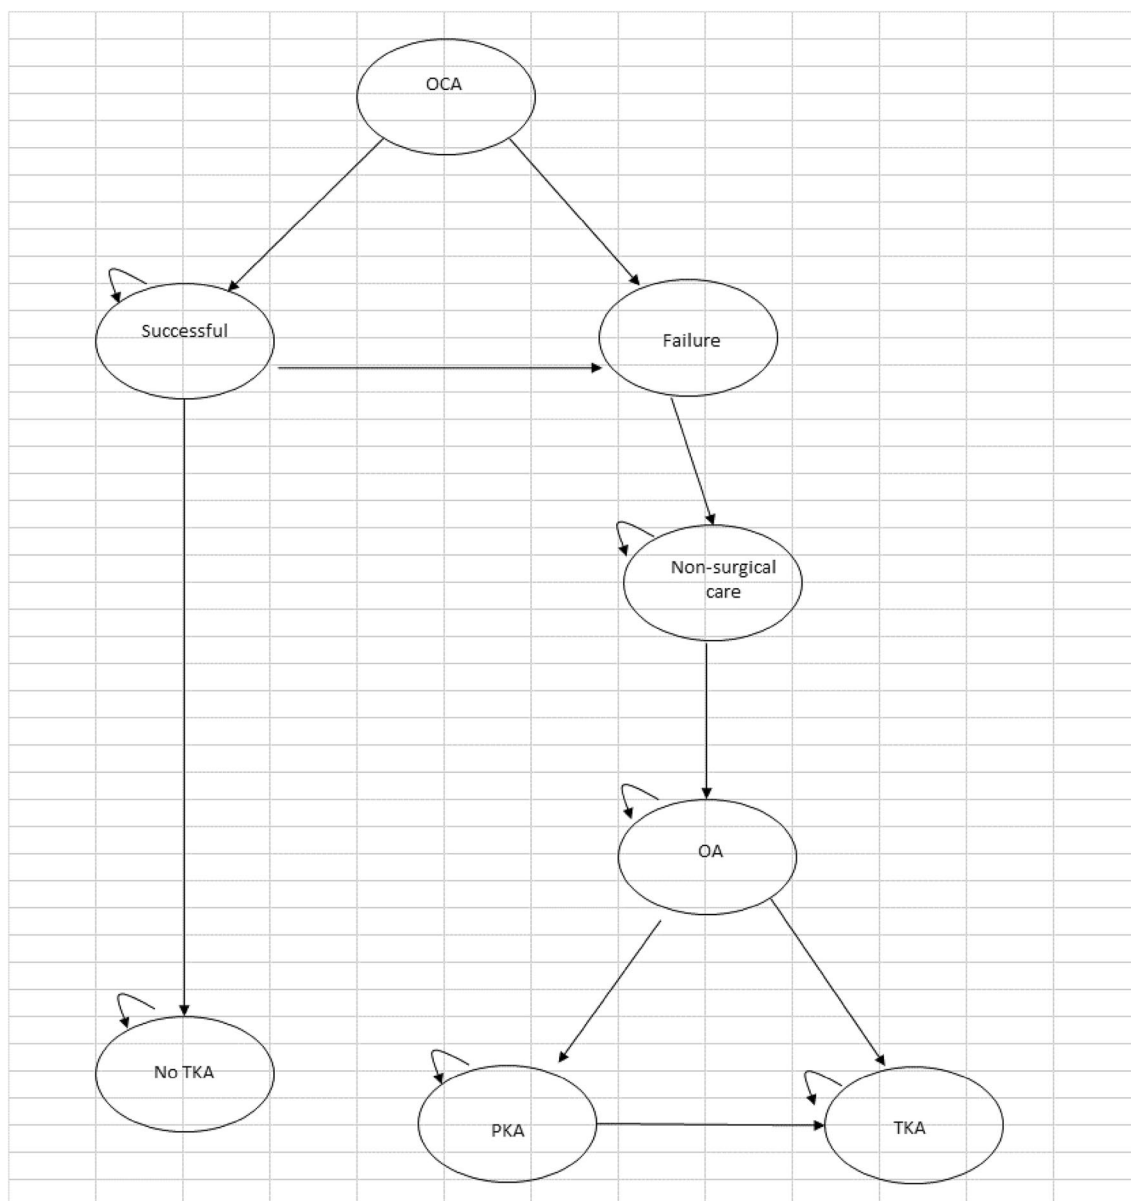 OCA
Successful
Failure
Non-surgical
care
OA
No TKA
PKA
TKA